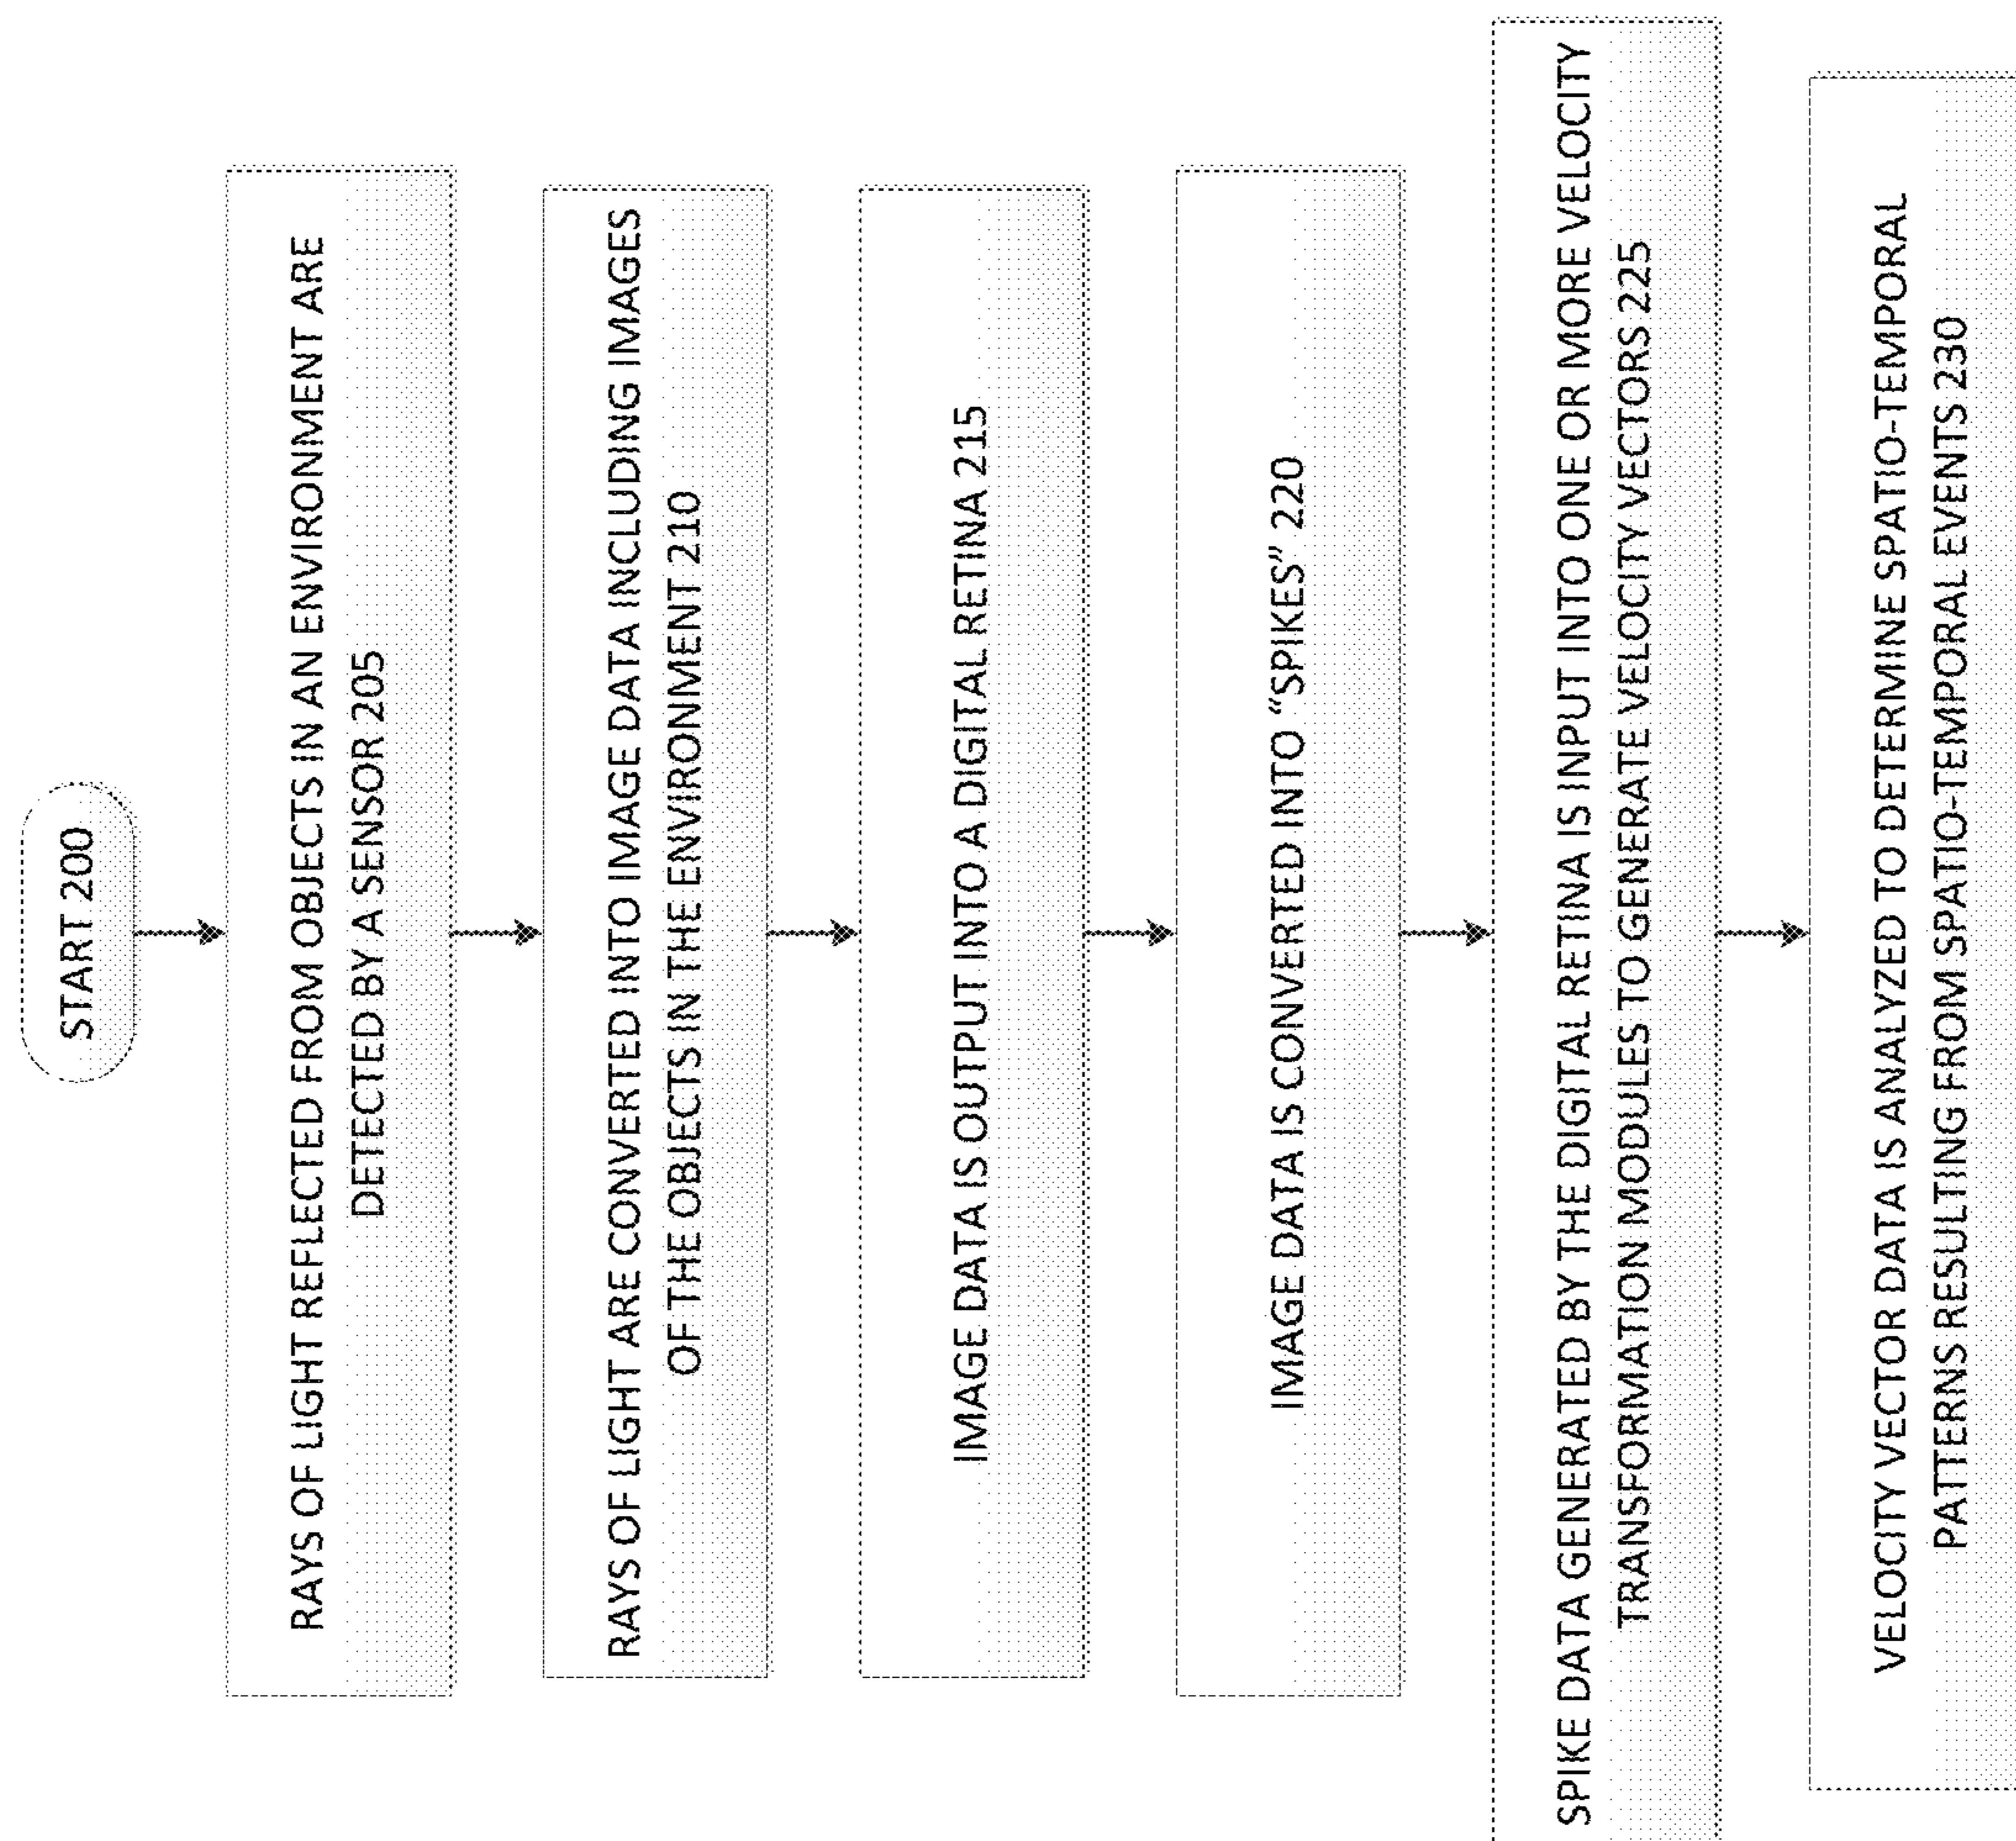 START 200
RAYS OF LIGHT REFLECTED FROM OBJECTS IN AN ENVIRONMENT ARE
DETECTED BY A SENSOR 205
RAYS OF LIGHT ARE CONVERTED INTO IMAGE DATA INCLUDING IMAGES
OF THE OBJECTS IN THE ENVIRONMENT 210
IMAGE DATA IS OUTPUT INTO A DIGITAL RETINA 215
IMAGE DATA IS CONVERTED INTO “SPIKES” 220
SPIKE DATA GENERATED BY THE DIGITAL RETINA IS INPUT INTO ONE OR MORE VELOCITY
TRANSFORMATION MODULES TO GENERATE VELOCITY VECTORS 225
VELOCITY VECTOR DATA IS ANALYZED TO DETERMINE SPATIO-TEMPORAL
PATTERNS RESULTING FROM SPATIO-TEMPORAL EVENTS 230